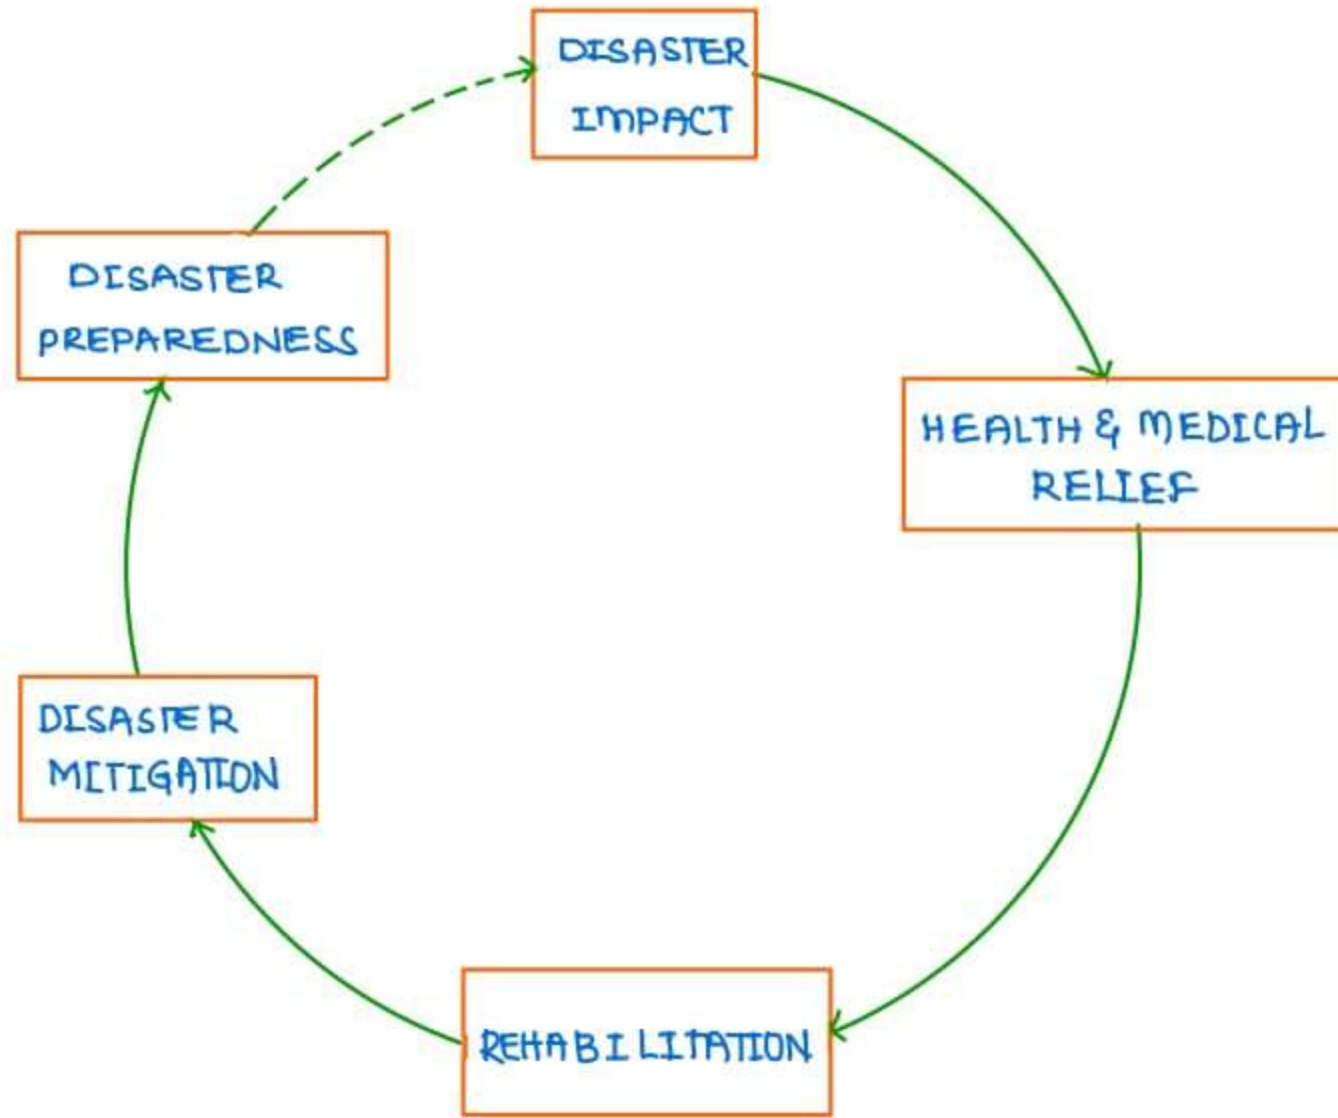 DISASTER
IMPACT
HEALTH & MEDICAL
RELIEF
REHABILITATION
DISASTER
MITIGATION
DISASTER
PREPAREDNESS